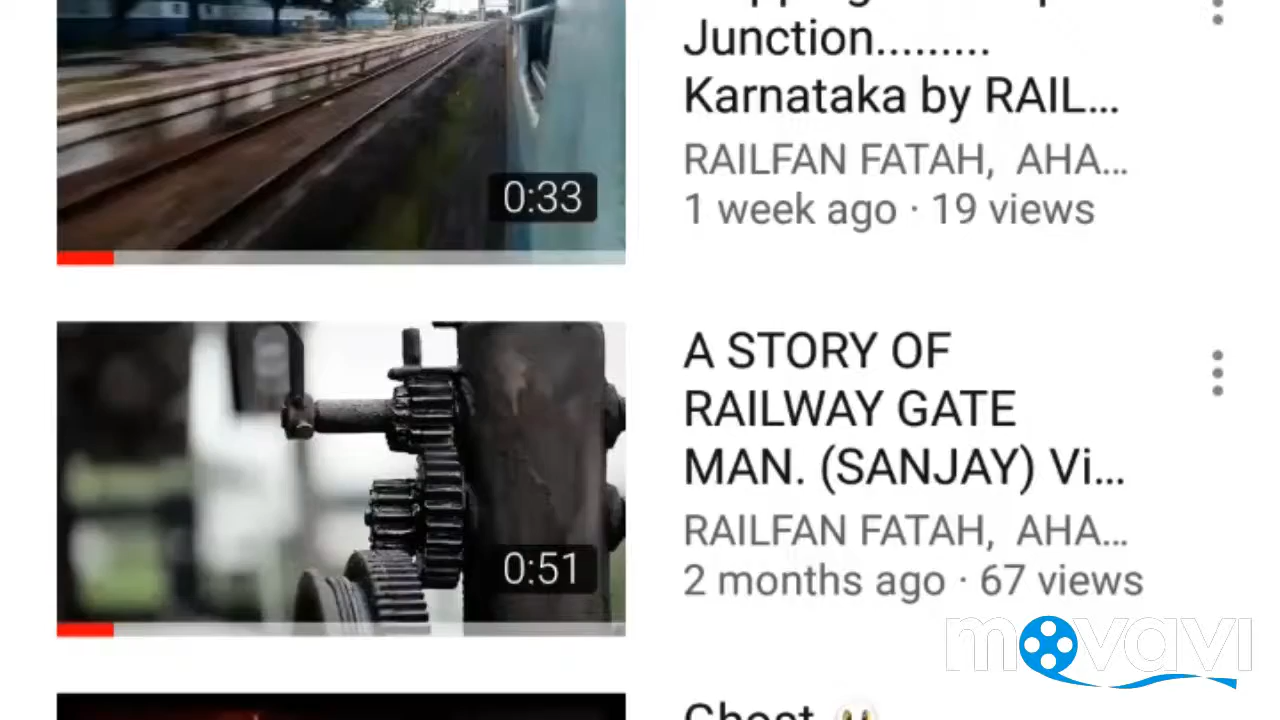 Junction.........
Karnataka by RAIL...
RAILFAN FATAH, AHA...
1 week ago · 19 views
0:33
A STORY OF
RAILWAY GATE
MAN. (SANJAY) Vi...
RAILFAN FATAH, AHA...
2 months ago · 67 views
0:51
movavi
Ghost